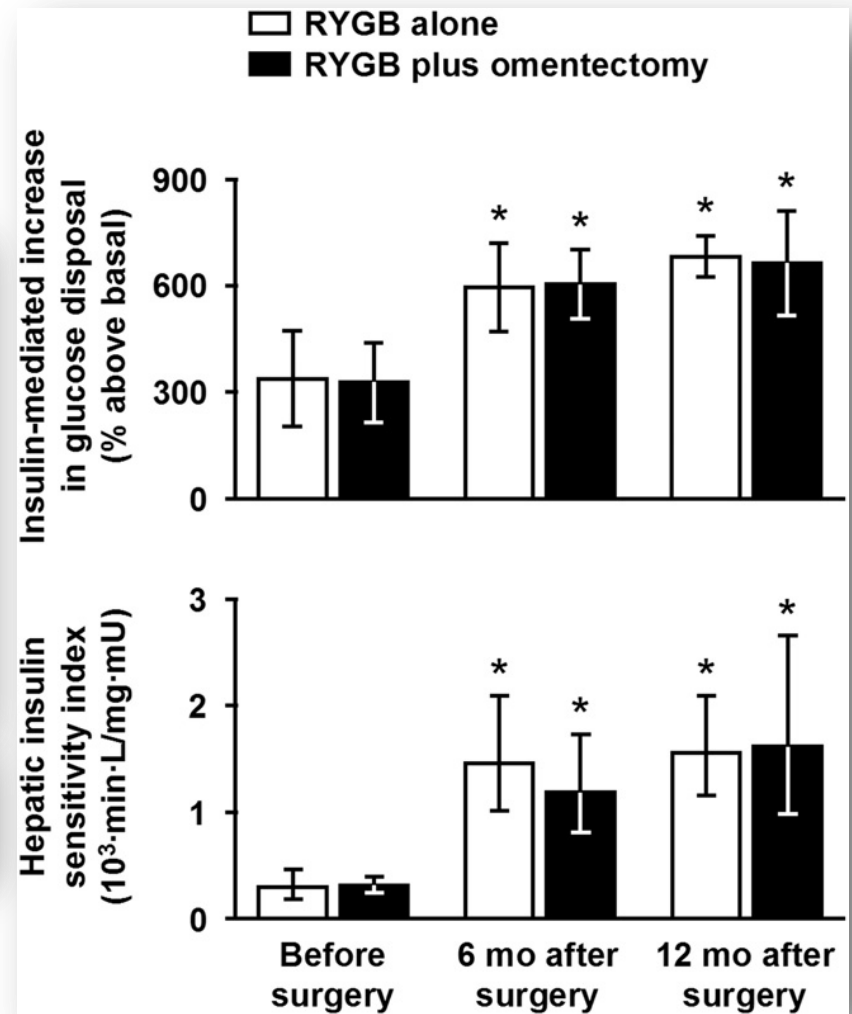 RYGB alone
RYGB plus omentectomy
Insulin-mediated increase
in glucose disposal
(% above basal)
900
600
300
0
* * * *
Hepatic insulin
sensitivity index
(10³·min·L/mg·mU)
3
2
1
0
* * * *
Before
surgery
6 mo after
surgery
12 mo after
surgery